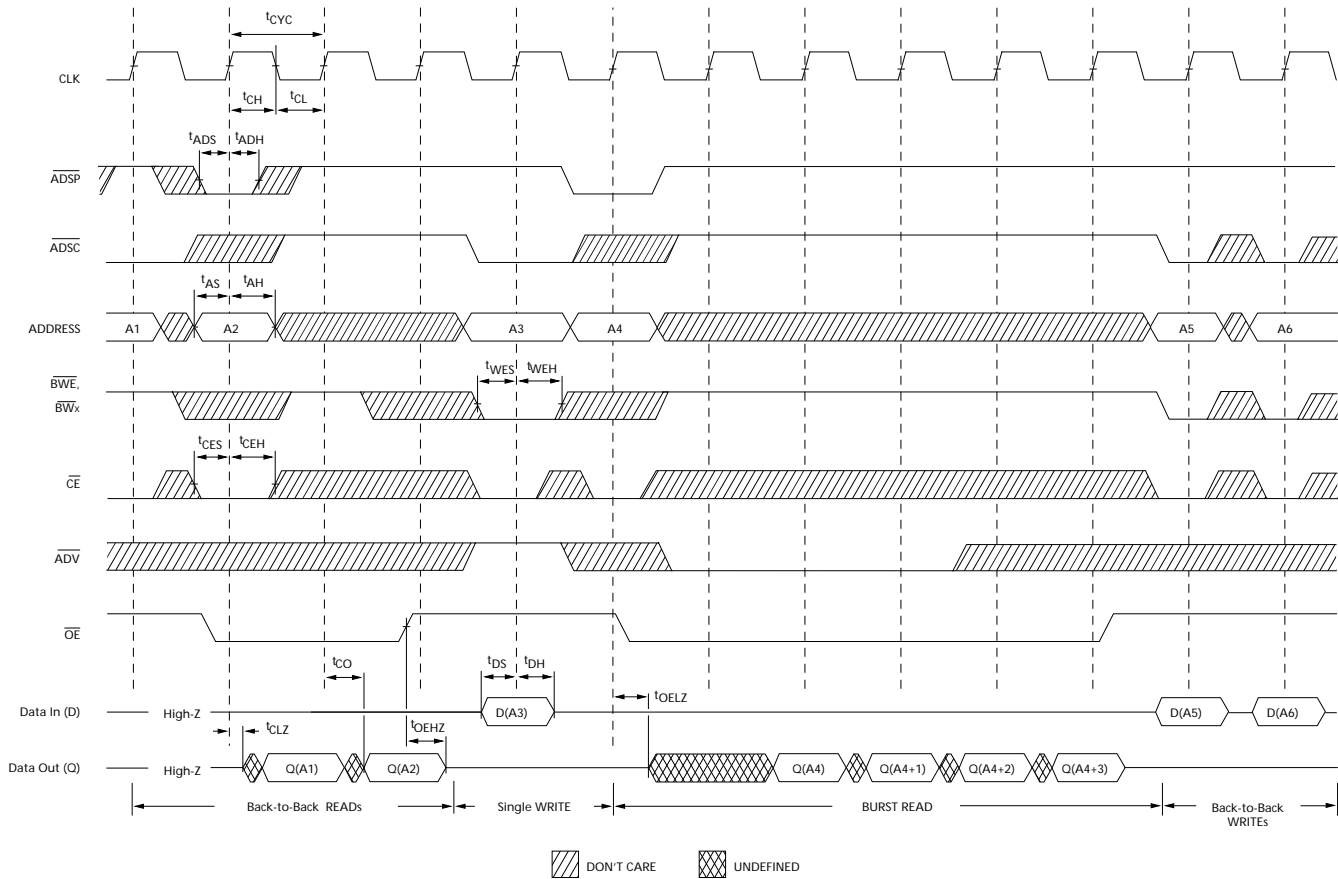 tCYC
CLK
tCH
tCL
tADS
tADH
ADSP
ADSC
tAS
tAH
ADDRESS
A1
A2
A3
A4
A5
A6
BWE,
BWx
tWES
tWEH
tCES
tCEH
CE
ADV
OE
tCO
tDS
tDH
tOELZ
Data In (D)
High-Z
D(A3)
D(A5)
D(A6)
tCLZ
tOEHZ
Data Out (Q)
High-Z
Q(A1)
Q(A2)
Q(A4)
Q(A4+1)
Q(A4+2)
Q(A4+3)
Back-to-Back READs
Single WRITE
BURST READ
Back-to-Back
WRITEs
DON'T CARE
UNDEFINED